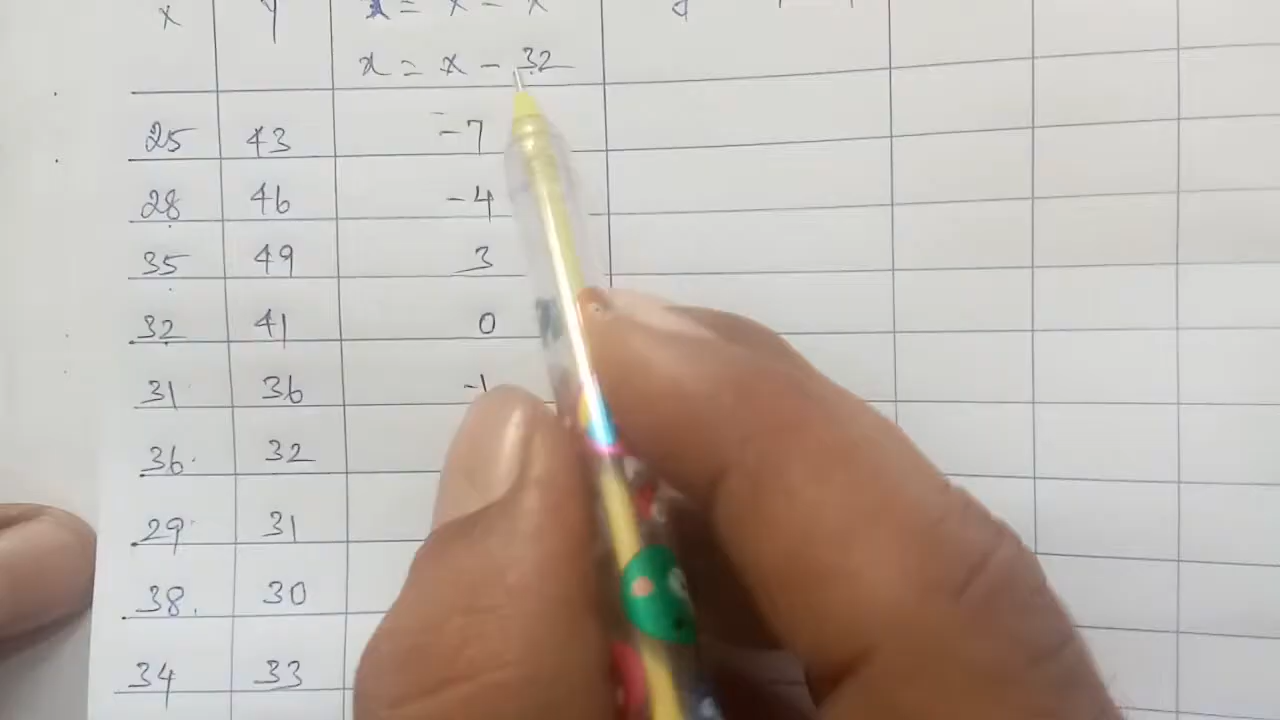 x y x = x - x y
x = x - 32
25 43 -7
28 46 -4
35 49 3
32 41 0
31 36 -1
36 32
29 31
38 30
34 33